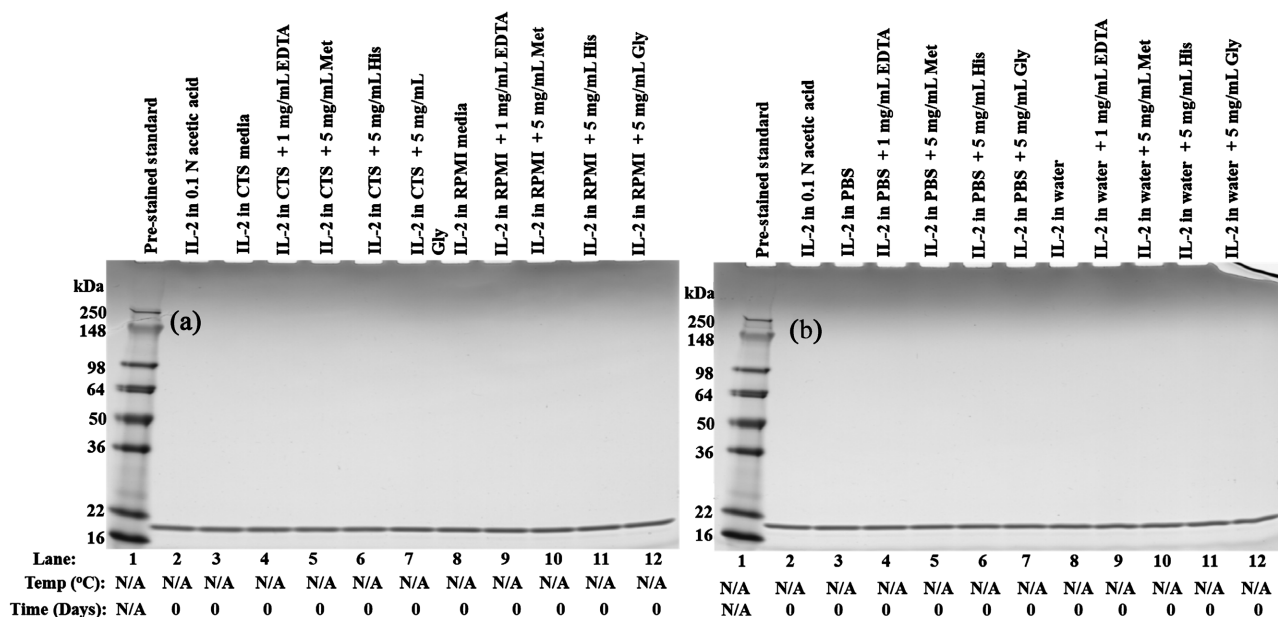 Pre-stained standard
IL-2 in 0.1 N acetic acid
IL-2 in CTS media
IL-2 in CTS + 1 mg/mL EDTA
IL-2 in CTS + 5 mg/mL Met
IL-2 in CTS + 5 mg/mL His
IL-2 in CTS + 5 mg/mL
Gly
IL-2 in RPMI media
IL-2 in RPMI + 1 mg/mL EDTA
IL-2 in RPMI + 5 mg/mL Met
IL-2 in RPMI + 5 mg/mL His
IL-2 in RPMI + 5 mg/mL Gly
kDa
250
148
98
64
50
36
22
16
(a)
Lane: 1 2 3 4 5 6 7 8 9 10 11 12
Temp (°C): N/A N/A N/A N/A N/A N/A N/A N/A N/A N/A N/A N/A
Time (Days): N/A 0 0 0 0 0 0 0 0 0 0 0
Pre-stained standard
IL-2 in 0.1 N acetic acid
IL-2 in PBS
IL-2 in PBS + 1 mg/mL EDTA
IL-2 in PBS + 5 mg/mL Met
IL-2 in PBS + 5 mg/mL His
IL-2 in PBS + 5 mg/mL Gly
IL-2 in water
IL-2 in water + 1 mg/mL EDTA
IL-2 in water + 5 mg/mL Met
IL-2 in water + 5 mg/mL His
IL-2 in water + 5 mg/mL Gly
kDa
250
148
98
64
50
36
22
16
(b)
1 2 3 4 5 6 7 8 9 10 11 12
N/A N/A N/A N/A N/A N/A N/A N/A N/A N/A N/A N/A
N/A 0 0 0 0 0 0 0 0 0 0 0